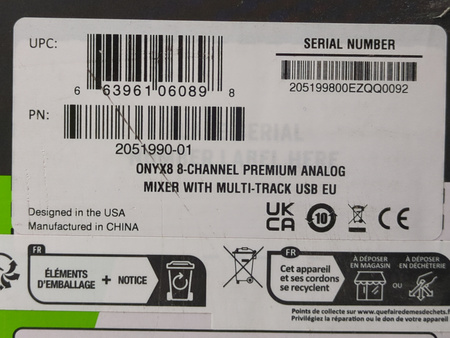 UPC:
6 63961 06089 8
SERIAL NUMBER
205199800EZQQ0092
PN:
2051990-01
ONYX8 8-CHANNEL PREMIUM ANALOG
MIXER WITH MULTI-TRACK USB EU
Designed in the USA
Manufactured in CHINA
UK
CA
10
CE
FR
ÉLÉMENTS
D'EMBALLAGE
+ NOTICE
FR
Cet appareil
et ses cordons
se recyclent
À DÉPOSER
EN MAGASIN
OU
À DÉPOSER
EN DÉCHÈTERIE
Points de collecte sur www.quefairedemesdechets.fr
Privilégiez la réparation ou le don de votre appareil